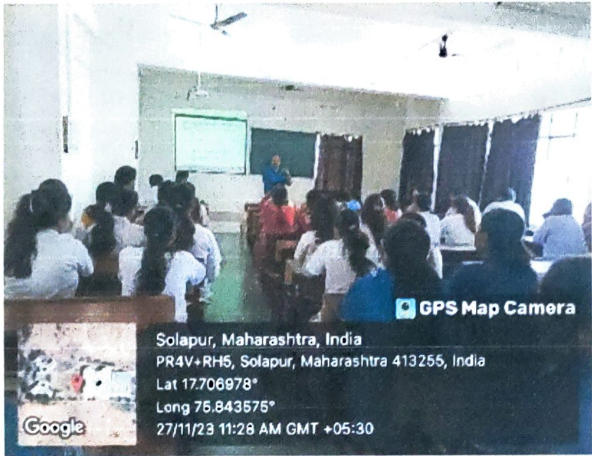 GPS Map Camera
Solapur, Maharashtra, India
PR4V+RH5, Solapur, Maharashtra 413255, India
Lat 17.706978°
Long 75.843575°
27/11/23 11:28 AM GMT +05:30
Google